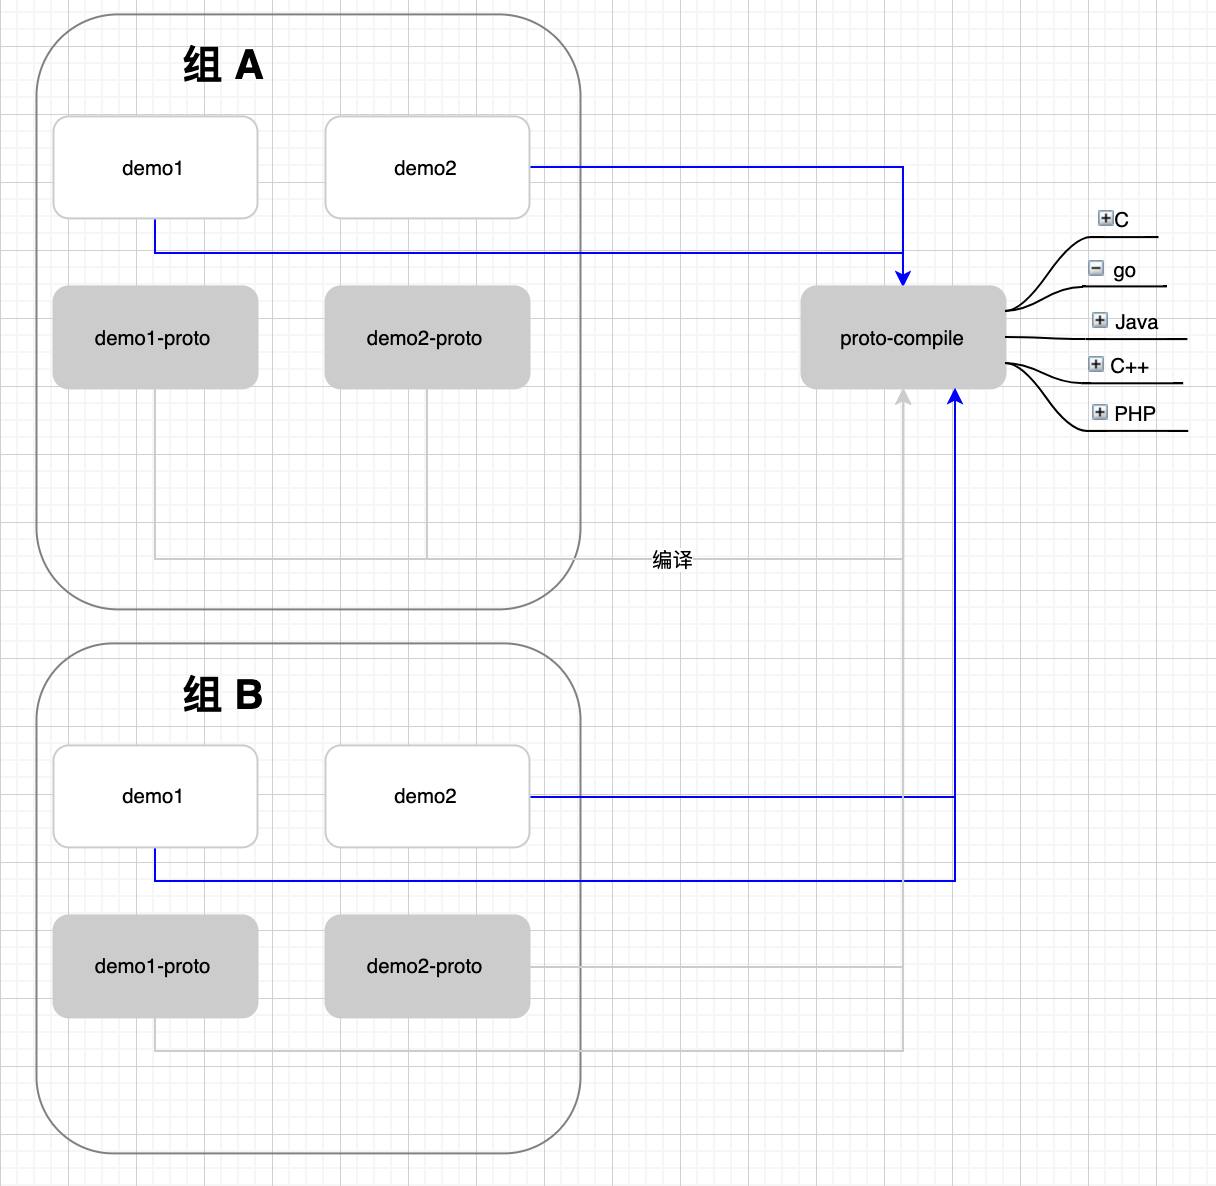 组 A
demo1
demo2
demo1-proto
demo2-proto
proto-compile
C
go
Java
C++
PHP
编译
组 B
demo1
demo2
demo1-proto
demo2-proto